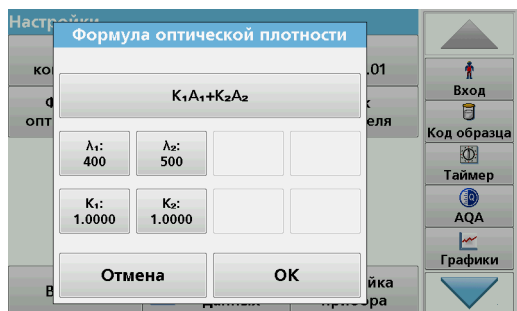 Настройки
Формула оптической плотности
K₁A₁+K₂A₂
λ₁:
400
λ₂:
500
K₁:
1.0000
K₂:
1.0000
Отмена
OK
.01
Вход
Код образца
Таймер
AQA
Графики